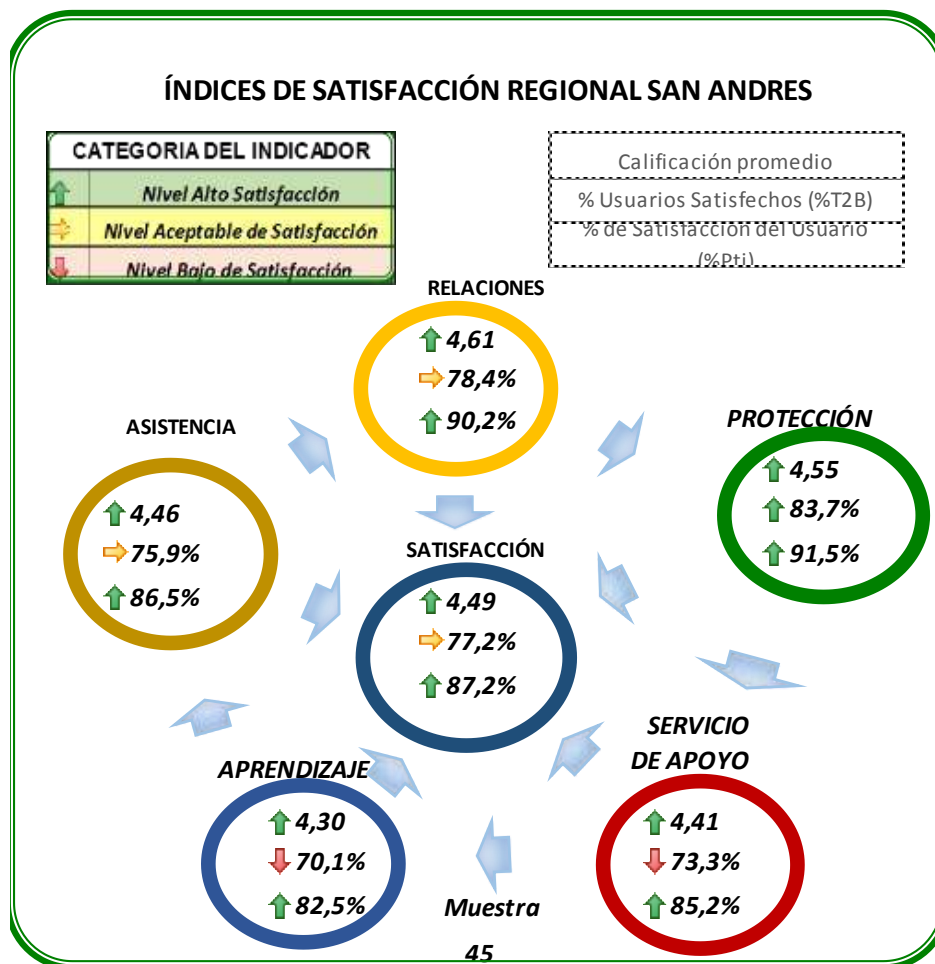 ÍNDICES DE SATISFACCIÓN REGIONAL SAN ANDRES
CATEGORIA DEL INDICADOR
Nivel Alto Satisfacción
Nivel Aceptable de Satisfacción
Nivel Bajo de Satisfacción
Calificación promedio
% Usuarios Satisfechos (%T2B)
% de Satisfacción del Usuario
(%Pti)
RELACIONES
4,61
78,4%
90,2%
ASISTENCIA
4,46
75,9%
86,5%
PROTECCIÓN
4,55
83,7%
91,5%
SATISFACCIÓN
4,49
77,2%
87,2%
APRENDIZAJE
4,30
70,1%
82,5%
SERVICIO
DE APOYO
4,41
73,3%
85,2%
Muestra
45